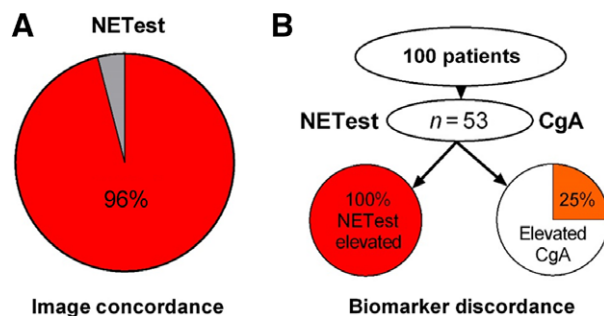 A
NETest
96%
Image concordance
B
100 patients
NETest
n = 53
CgA
100%
NETest
elevated
25%
Elevated
CgA
Biomarker discordance